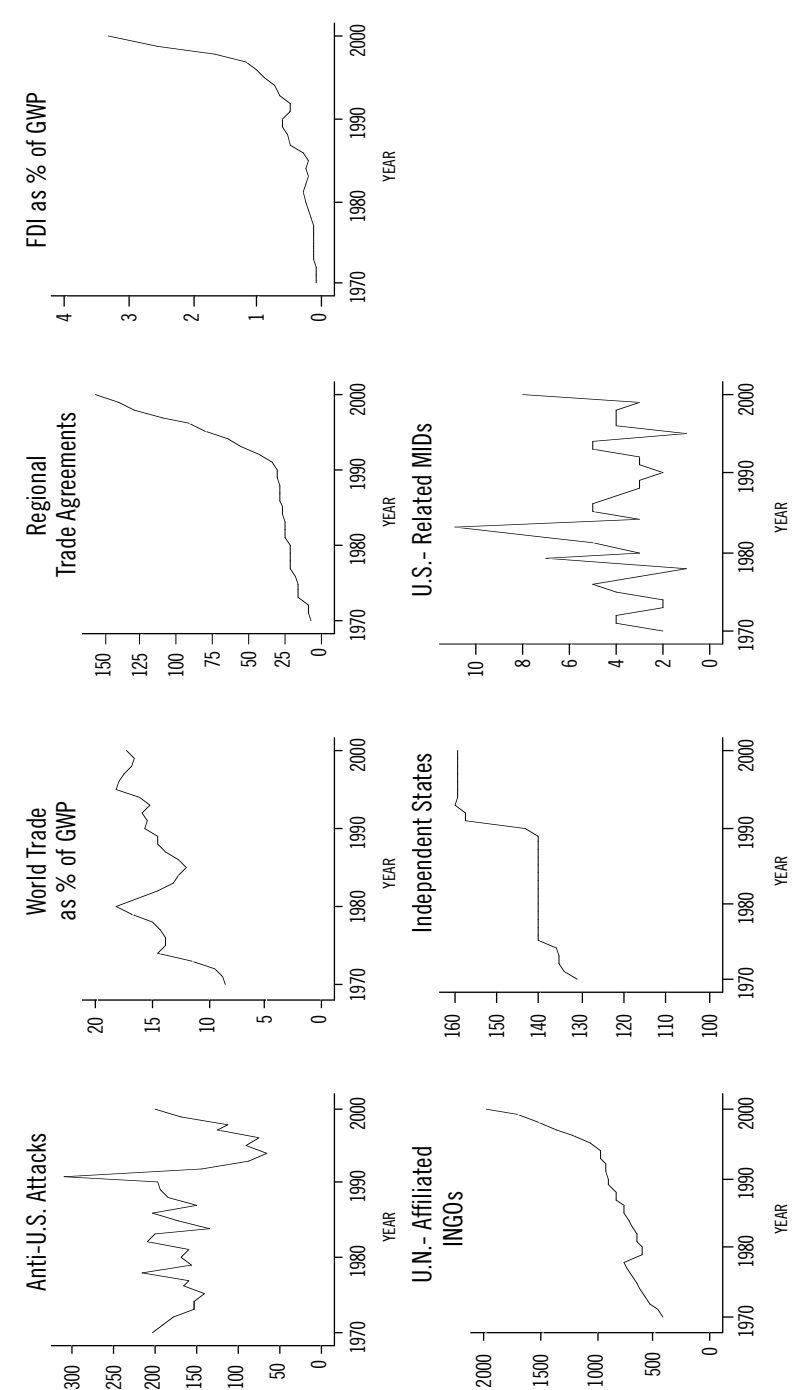 Anti-U.S. Attacks
300
250
200
150
100
50
0
1970 1980 1990 2000
YEAR
World Trade
as % of GWP
20
15
10
5
0
1970 1980 1990 2000
YEAR
Regional
Trade Agreements
150
125
100
75
50
25
0
1970 1980 1990 2000
YEAR
FDI as % of GWP
4
3
2
1
0
1970 1980 1990 2000
YEAR
U.N.- Affiliated
INGOs
2000
1500
1000
500
0
1970 1980 1990 2000
YEAR
Independent States
160
150
140
130
120
110
100
1970 1980 1990 2000
YEAR
U.S.- Related MIDs
10
8
6
4
2
0
1970 1980 1990 2000
YEAR